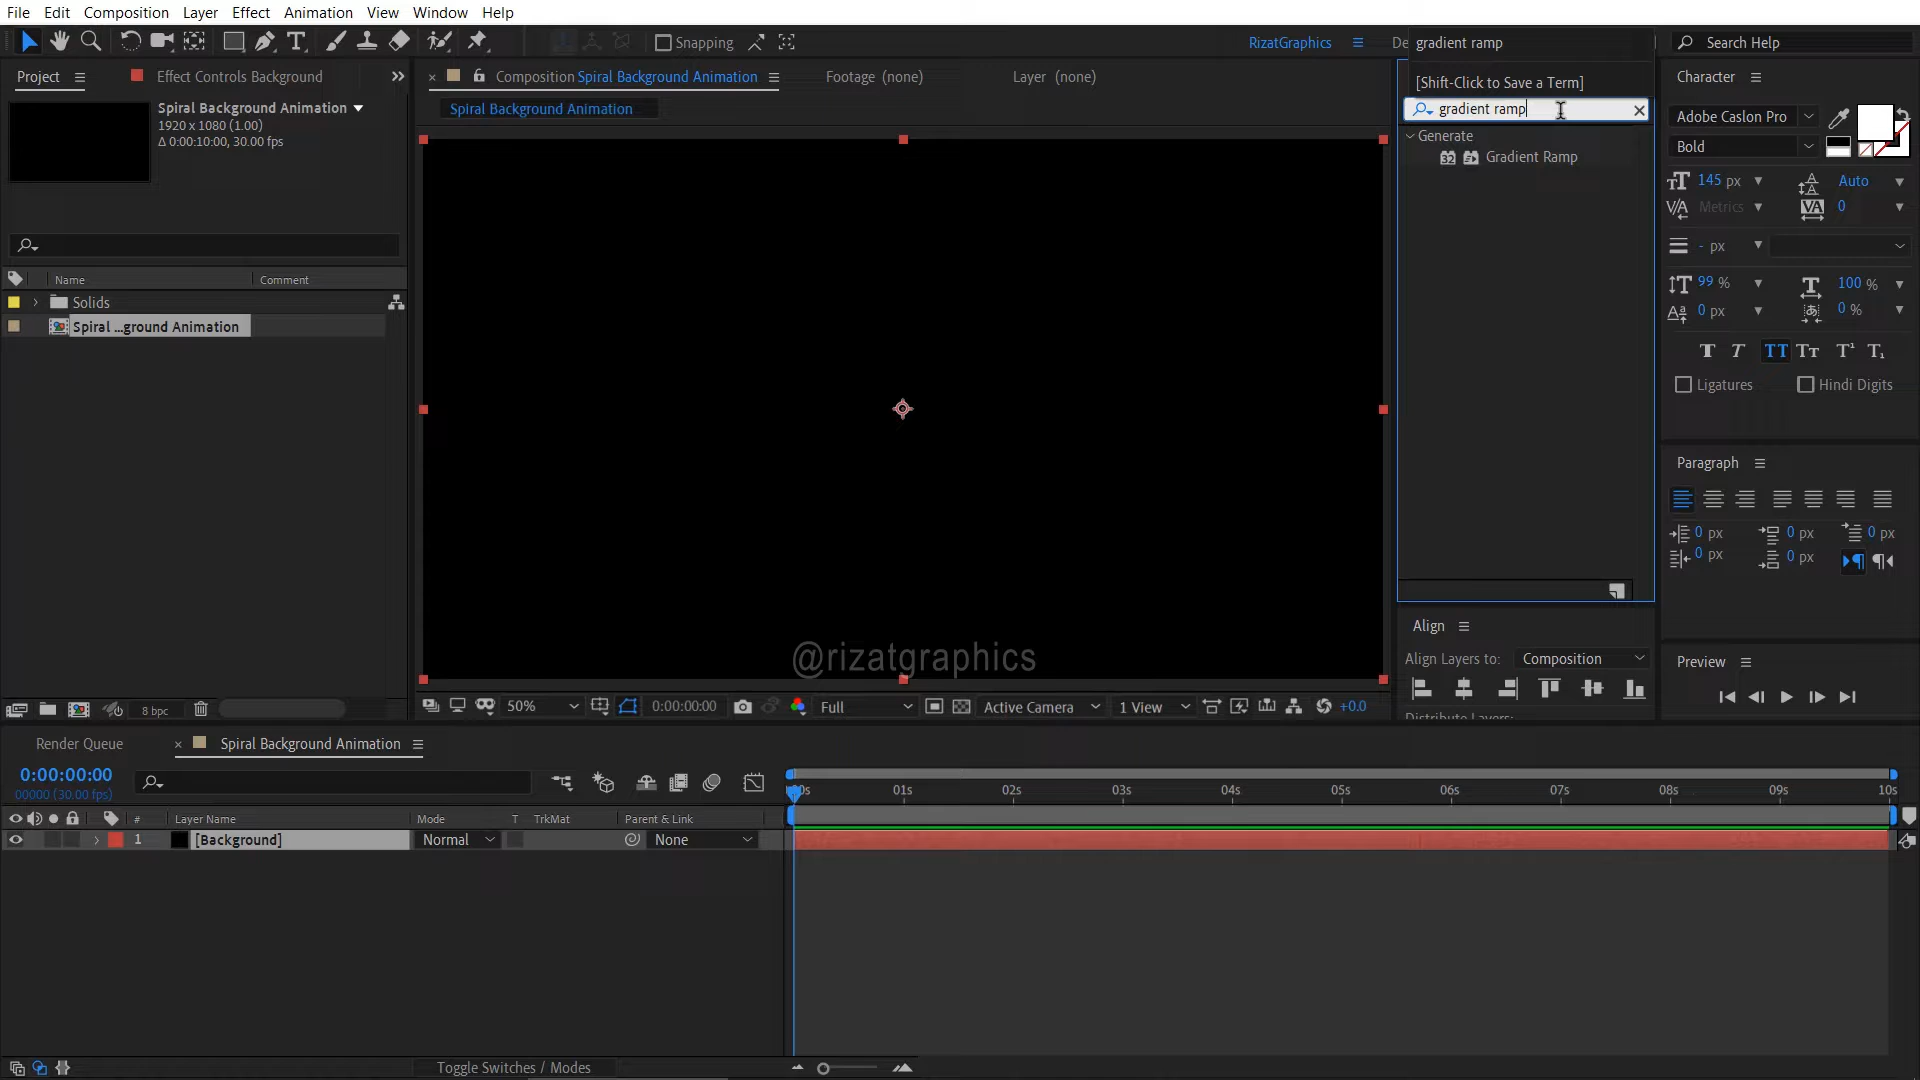 File Edit Composition Layer Effect Animation View Window Help
Snapping
RizatGraphics
De
gradient ramp
Search Help
Project
Effect Controls Background
Composition Spiral Background Animation
Footage (none)
Layer (none)
[Shift-Click to Save a Term]
Character
Spiral Background Animation
1920 x 1080 (1.00)
Δ 0:00:10:00, 30.00 fps
Spiral Background Animation
gradient ramp
Generate
32 Gradient Ramp
Adobe Caslon Pro
Bold
145 px
Auto
Metrics
0
- px
99 %
100 %
0 px
0 %
Ligatures
Hindi Digits
Name
Comment
Solids
Spiral ...ground Animation
Paragraph
0 px 0 px 0 px
0 px 0 px
Align
Align Layers to: Composition
Distribute Layers:
Preview
@rizatgraphics
8 bpc
50%
0:00:00:00
Full
Active Camera
1 View
+0.0
Render Queue
Spiral Background Animation
0:00:00:00
00000 (30.00 fps)
01s 02s 03s 04s 05s 06s 07s 08s 09s 10s
# Layer Name Mode T TrkMat Parent & Link
1 [Background] Normal None
Toggle Switches / Modes